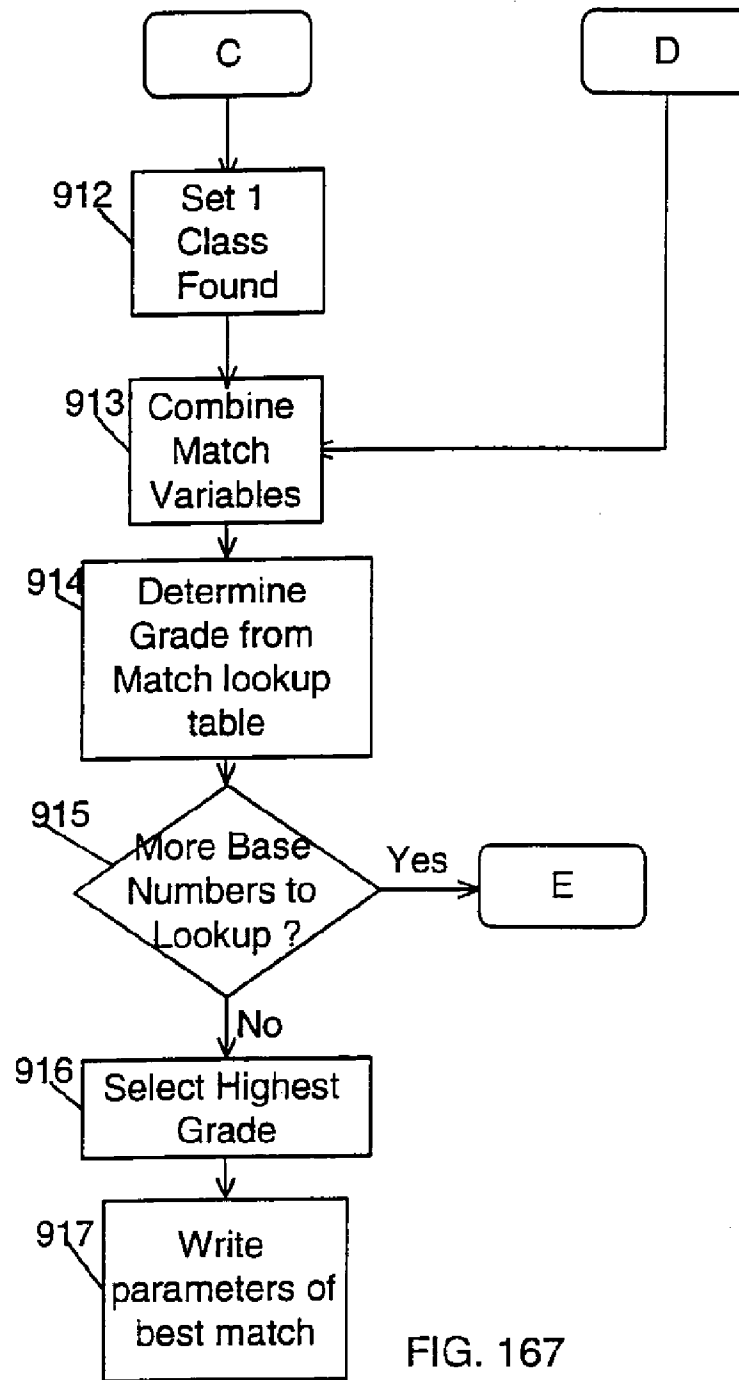 C
D
912
Set 1
Class
Found
913
Combine
Match
Variables
914
Determine
Grade from
Match lookup
table
915
More Base
Numbers to
Lookup ?
Yes
E
No
916
Select Highest
Grade
917
Write
parameters of
best match
FIG. 167